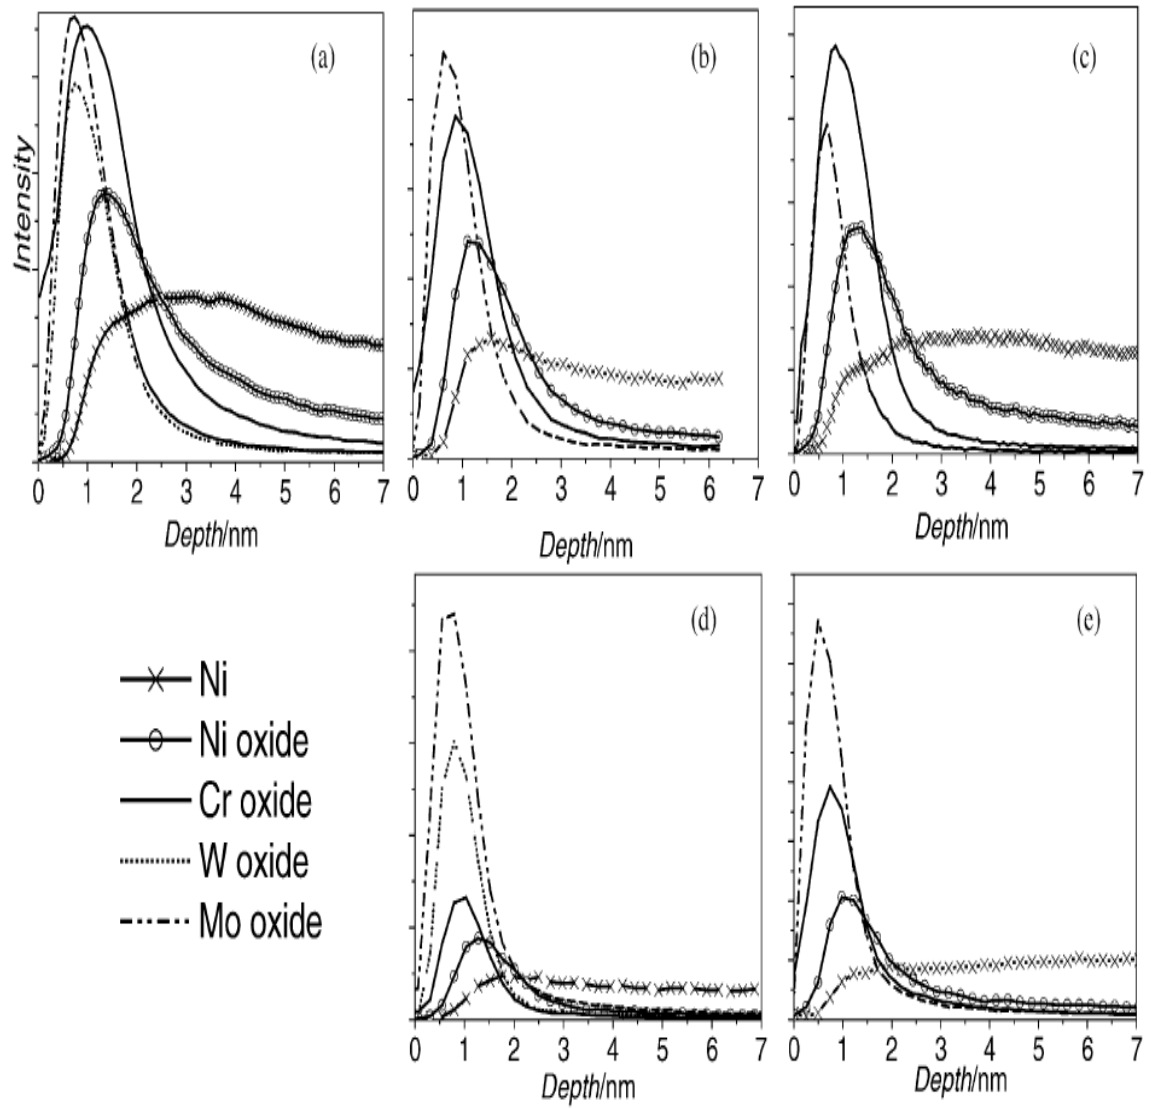 (a) (b) (c)
Intensity
0 1 2 3 4 5 6 7 0 1 2 3 4 5 6 7 0 1 2 3 4 5 6 7
Depth/nm Depth/nm Depth/nm
(d) (e)
Ni
Ni oxide
Cr oxide
W oxide
Mo oxide
0 1 2 3 4 5 6 7 0 1 2 3 4 5 6 7
Depth/nm Depth/nm